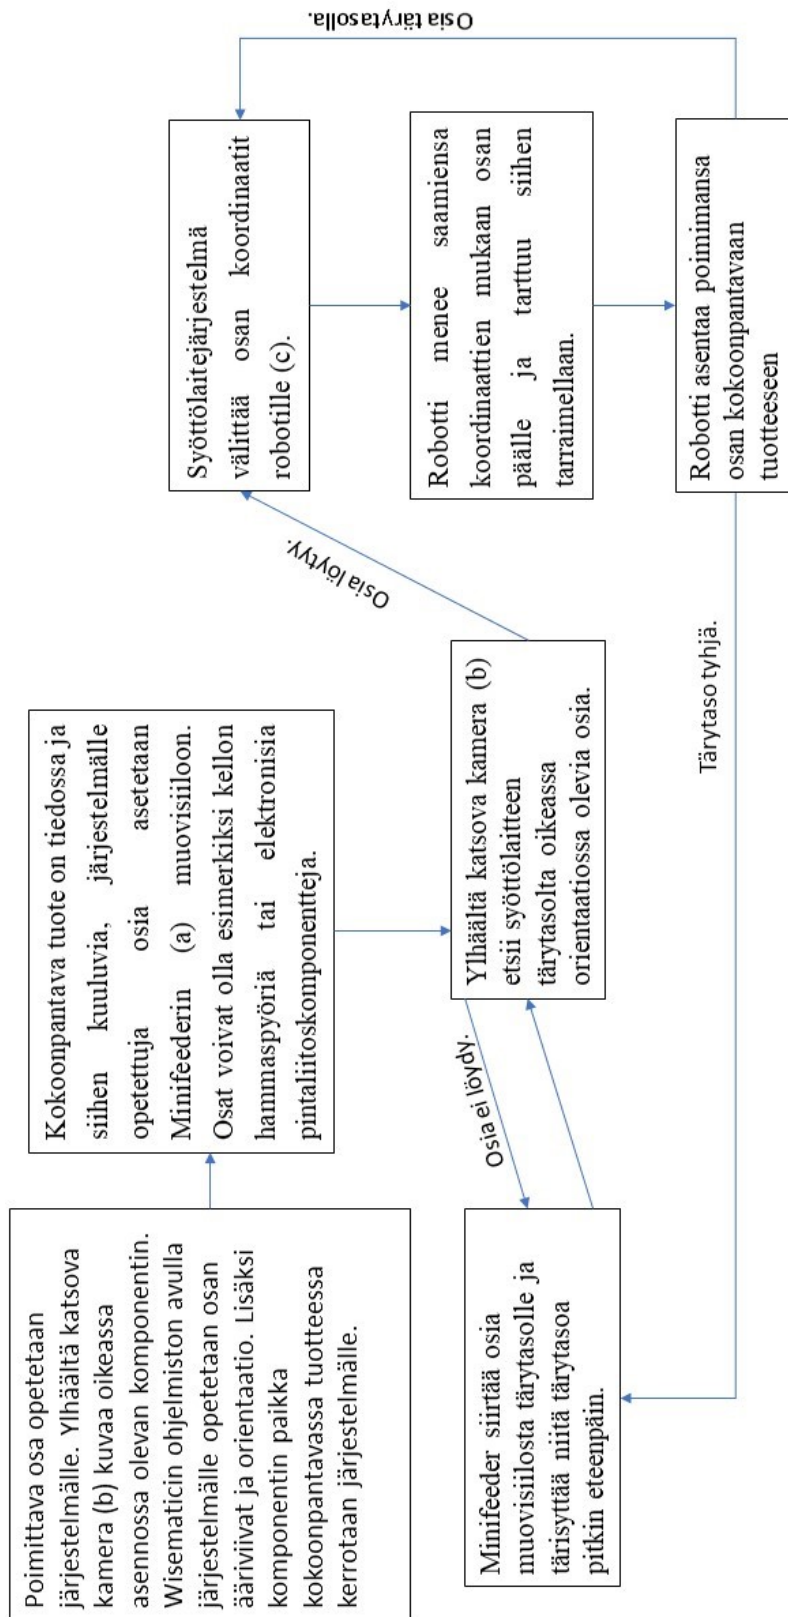 Poimittava osa opetetaan
järjestelmälle. Ylhäältä katsova
kamera (b) kuvaa oikeassa
asennossa olevan komponentin.
Wisematicin ohjelmiston avulla
järjestelmälle opetetaan osan
ääriviivat ja orientaatio. Lisäksi
komponentin paikka
kokoonpantavassa tuotteessa
kerrotaan järjestelmälle.
Kokoonpantava tuote on tiedossa ja
siihen kuuluvia, järjestelmälle
opetettuja osia asetetaan
Minifeederin (a) muovisiiloon.
Osat voivat olla esimerkiksi kellon
hammaspyöriä tai elektronisia
pintaliitoskomponentteja.
Ylhäältä katsova kamera (b)
etsii syöttölaitteen
tärytasolta oikeassa
orientaatiossa olevia osia.
Osia ei löydy.
Minifeeder siirtää osia
muovisiilosta tärytasolle ja
tärisyttää niitä tärytasoa
pitkin eteenpäin.
Osia löytyy.
Syöttölaitejärjestelmä
välittää osan koordinaatit
robotille (c).
Robotti menee saamiensa
koordinaattien mukaan osan
päälle ja tarttuu siihen
tarraimellaan.
Robotti asentaa poimimansa
osan kokoonpantavaan
tuotteeseen
Osia tärytasolla.
Tärytaso tyhjä.